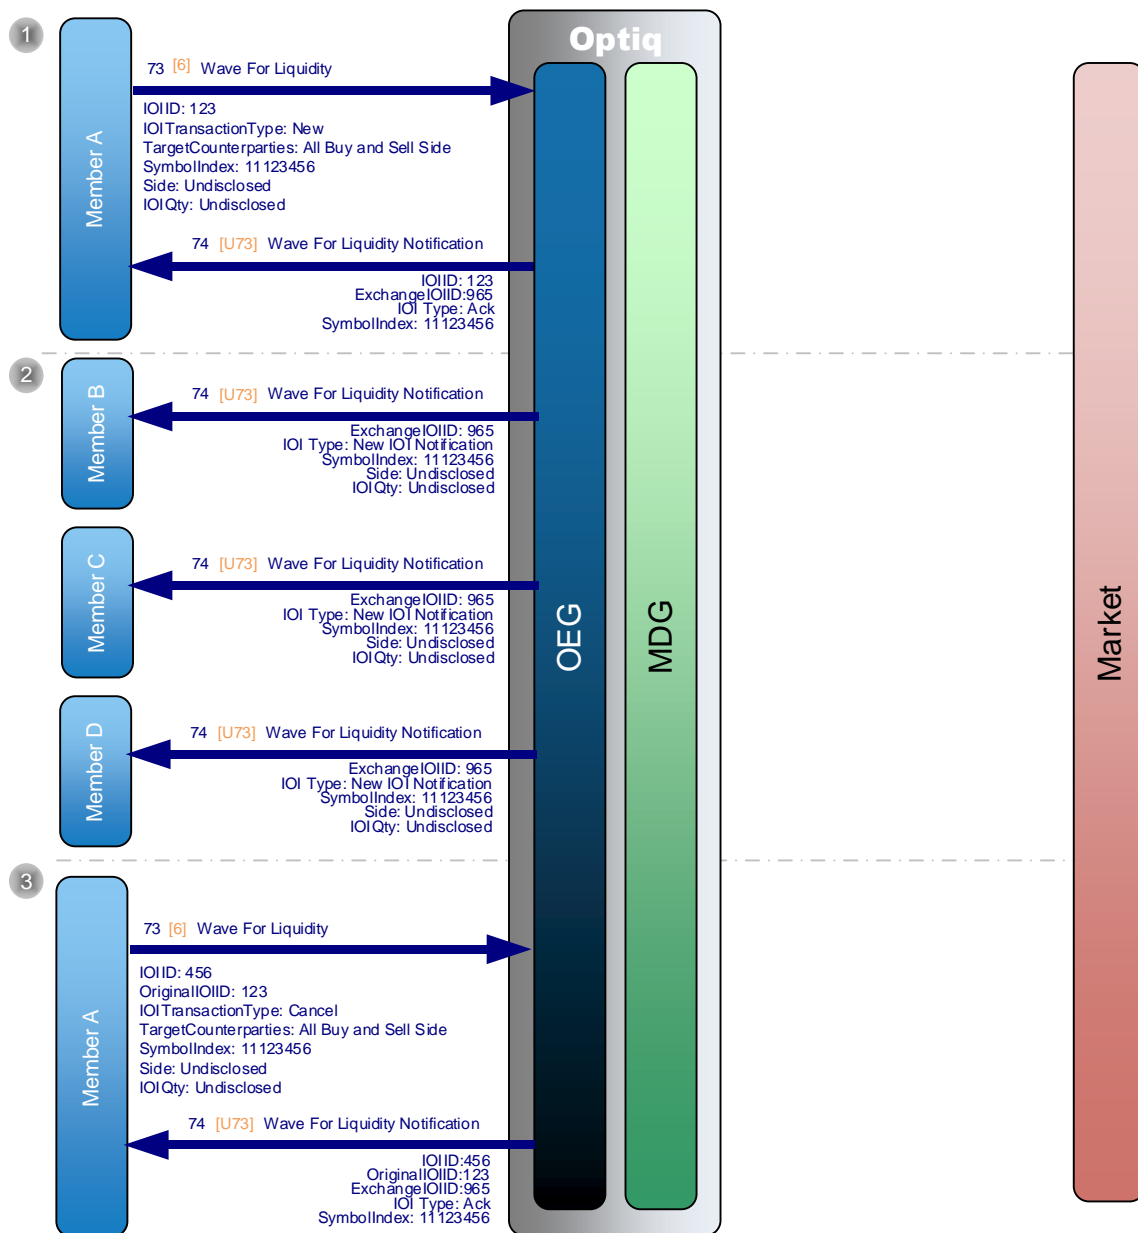 1
Optiq
Member A
73 [6] Wave For Liquidity
IOIID: 123
IOITransactionType: New
TargetCounterparties: All Buy and Sell Side
SymbolIndex: 11123456
Side: Undisclosed
IOIQty: Undisclosed
74 [U73] Wave For Liquidity Notification
IOIID: 123
ExchangeIOIID:965
IOI Type: Ack
SymbolIndex: 11123456
2
Member B
74 [U73] Wave For Liquidity Notification
ExchangeIOIID: 965
IOI Type: New IOI Notification
SymbolIndex: 11123456
Side: Undisclosed
IOIQty: Undisclosed
Member C
74 [U73] Wave For Liquidity Notification
ExchangeIOIID: 965
IOI Type: New IOI Notification
SymbolIndex: 11123456
Side: Undisclosed
IOIQty: Undisclosed
OEG
MDG
Market
Member D
74 [U73] Wave For Liquidity Notification
ExchangeIOIID: 965
IOI Type: New IOI Notification
SymbolIndex: 11123456
Side: Undisclosed
IOIQty: Undisclosed
3
Member A
73 [6] Wave For Liquidity
IOIID: 456
OriginalIOIID: 123
IOITransactionType: Cancel
TargetCounterparties: All Buy and Sell Side
SymbolIndex: 11123456
Side: Undisclosed
IOIQty: Undisclosed
74 [U73] Wave For Liquidity Notification
IOIID:456
OriginalIOIID:123
ExchangeIOIID:965
IOI Type: Ack
SymbolIndex: 11123456